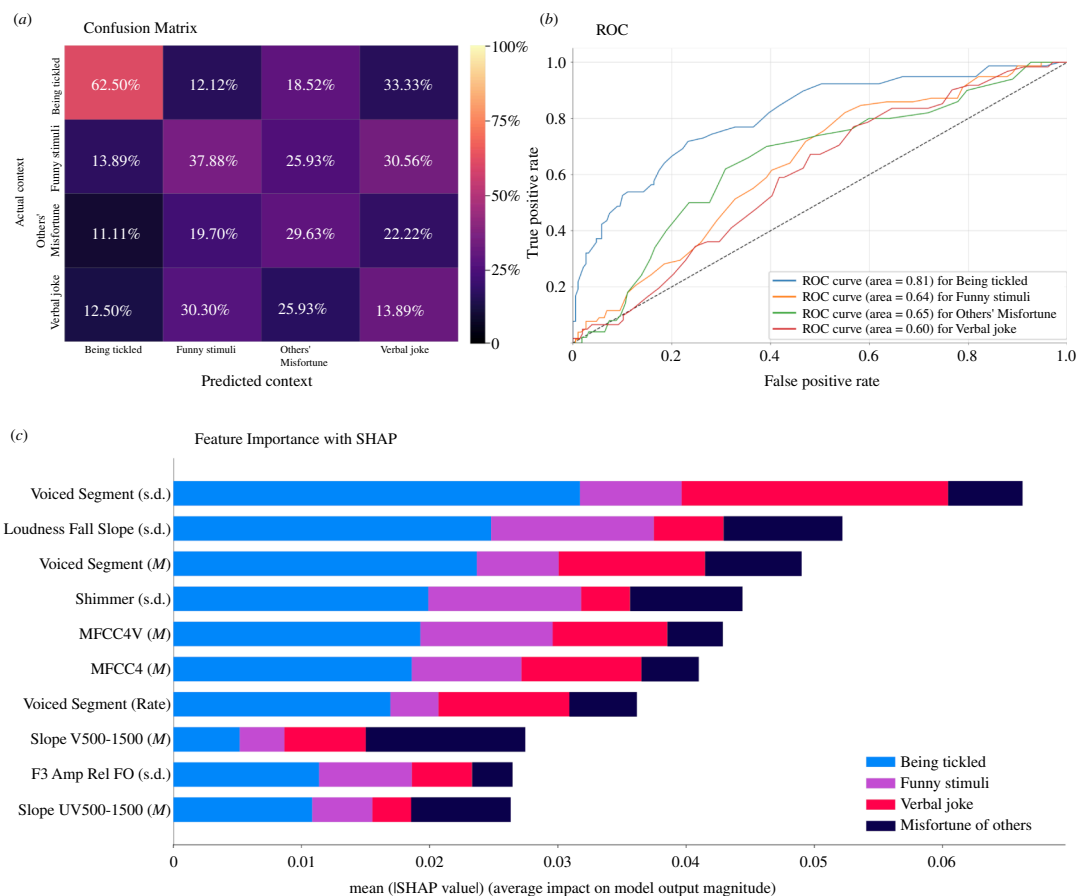 (a)
Confusion Matrix
Being tickled
62.50% 12.12% 18.52% 33.33%
Funny stimuli
13.89% 37.88% 25.93% 30.56%
Others'
Misfortune
11.11% 19.70% 29.63% 22.22%
Verbal joke
12.50% 30.30% 25.93% 13.89%
Actual context
Being tickled Funny stimuli Others' Verbal joke
Misfortune
Predicted context
100%
75%
50%
25%
0
(b)
ROC
1.0
0.8
0.6
0.4
0.2
True positive rate
ROC curve (area = 0.81) for Being tickled
ROC curve (area = 0.64) for Funny stimuli
ROC curve (area = 0.65) for Others' Misfortune
ROC curve (area = 0.60) for Verbal joke
0 0.2 0.4 0.6 0.8 1.0
False positive rate
(c)
Feature Importance with SHAP
Voiced Segment (s.d.)
Loudness Fall Slope (s.d.)
Voiced Segment (M)
Shimmer (s.d.)
MFCC4V (M)
MFCC4 (M)
Voiced Segment (Rate)
Slope V500-1500 (M)
F3 Amp Rel FO (s.d.)
Slope UV500-1500 (M)
Being tickled
Funny stimuli
Verbal joke
Misfortune of others
0 0.01 0.02 0.03 0.04 0.05 0.06
mean (|SHAP value|) (average impact on model output magnitude)